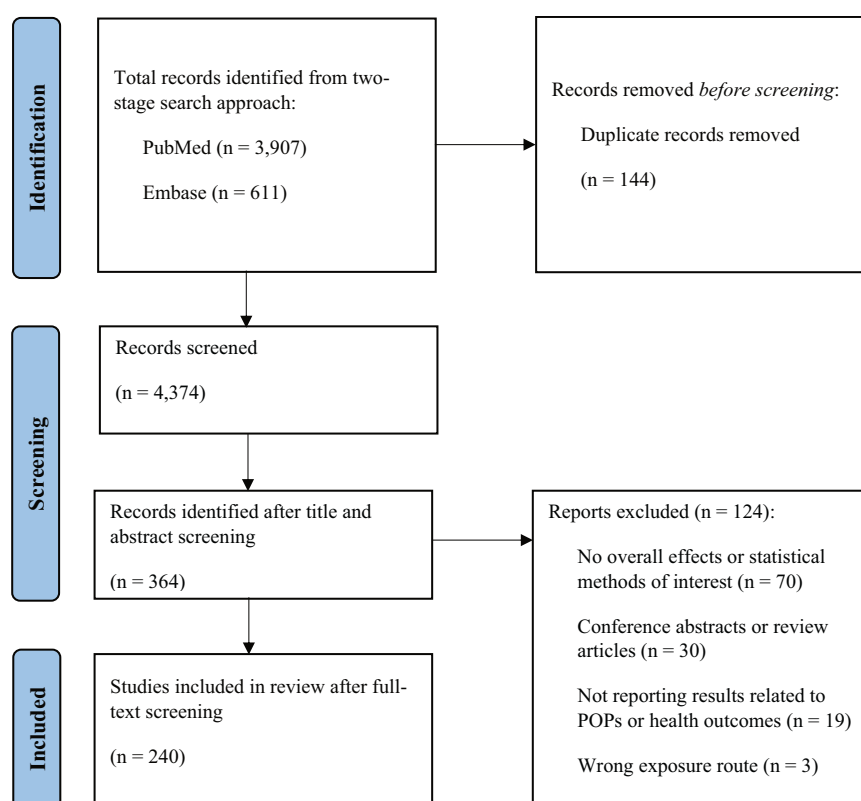 Identification
Total records identified from two-
stage search approach:
PubMed (n = 3,907)
Embase (n = 611)
Records removed before screening:
Duplicate records removed
(n = 144)
Screening
Records screened
(n = 4,374)
Records identified after title and
abstract screening
(n = 364)
Reports excluded (n = 124):
No overall effects or statistical
methods of interest (n = 70)
Conference abstracts or review
articles (n = 30)
Not reporting results related to
POPs or health outcomes (n = 19)
Wrong exposure route (n = 3)
Included
Studies included in review after full-
text screening
(n = 240)